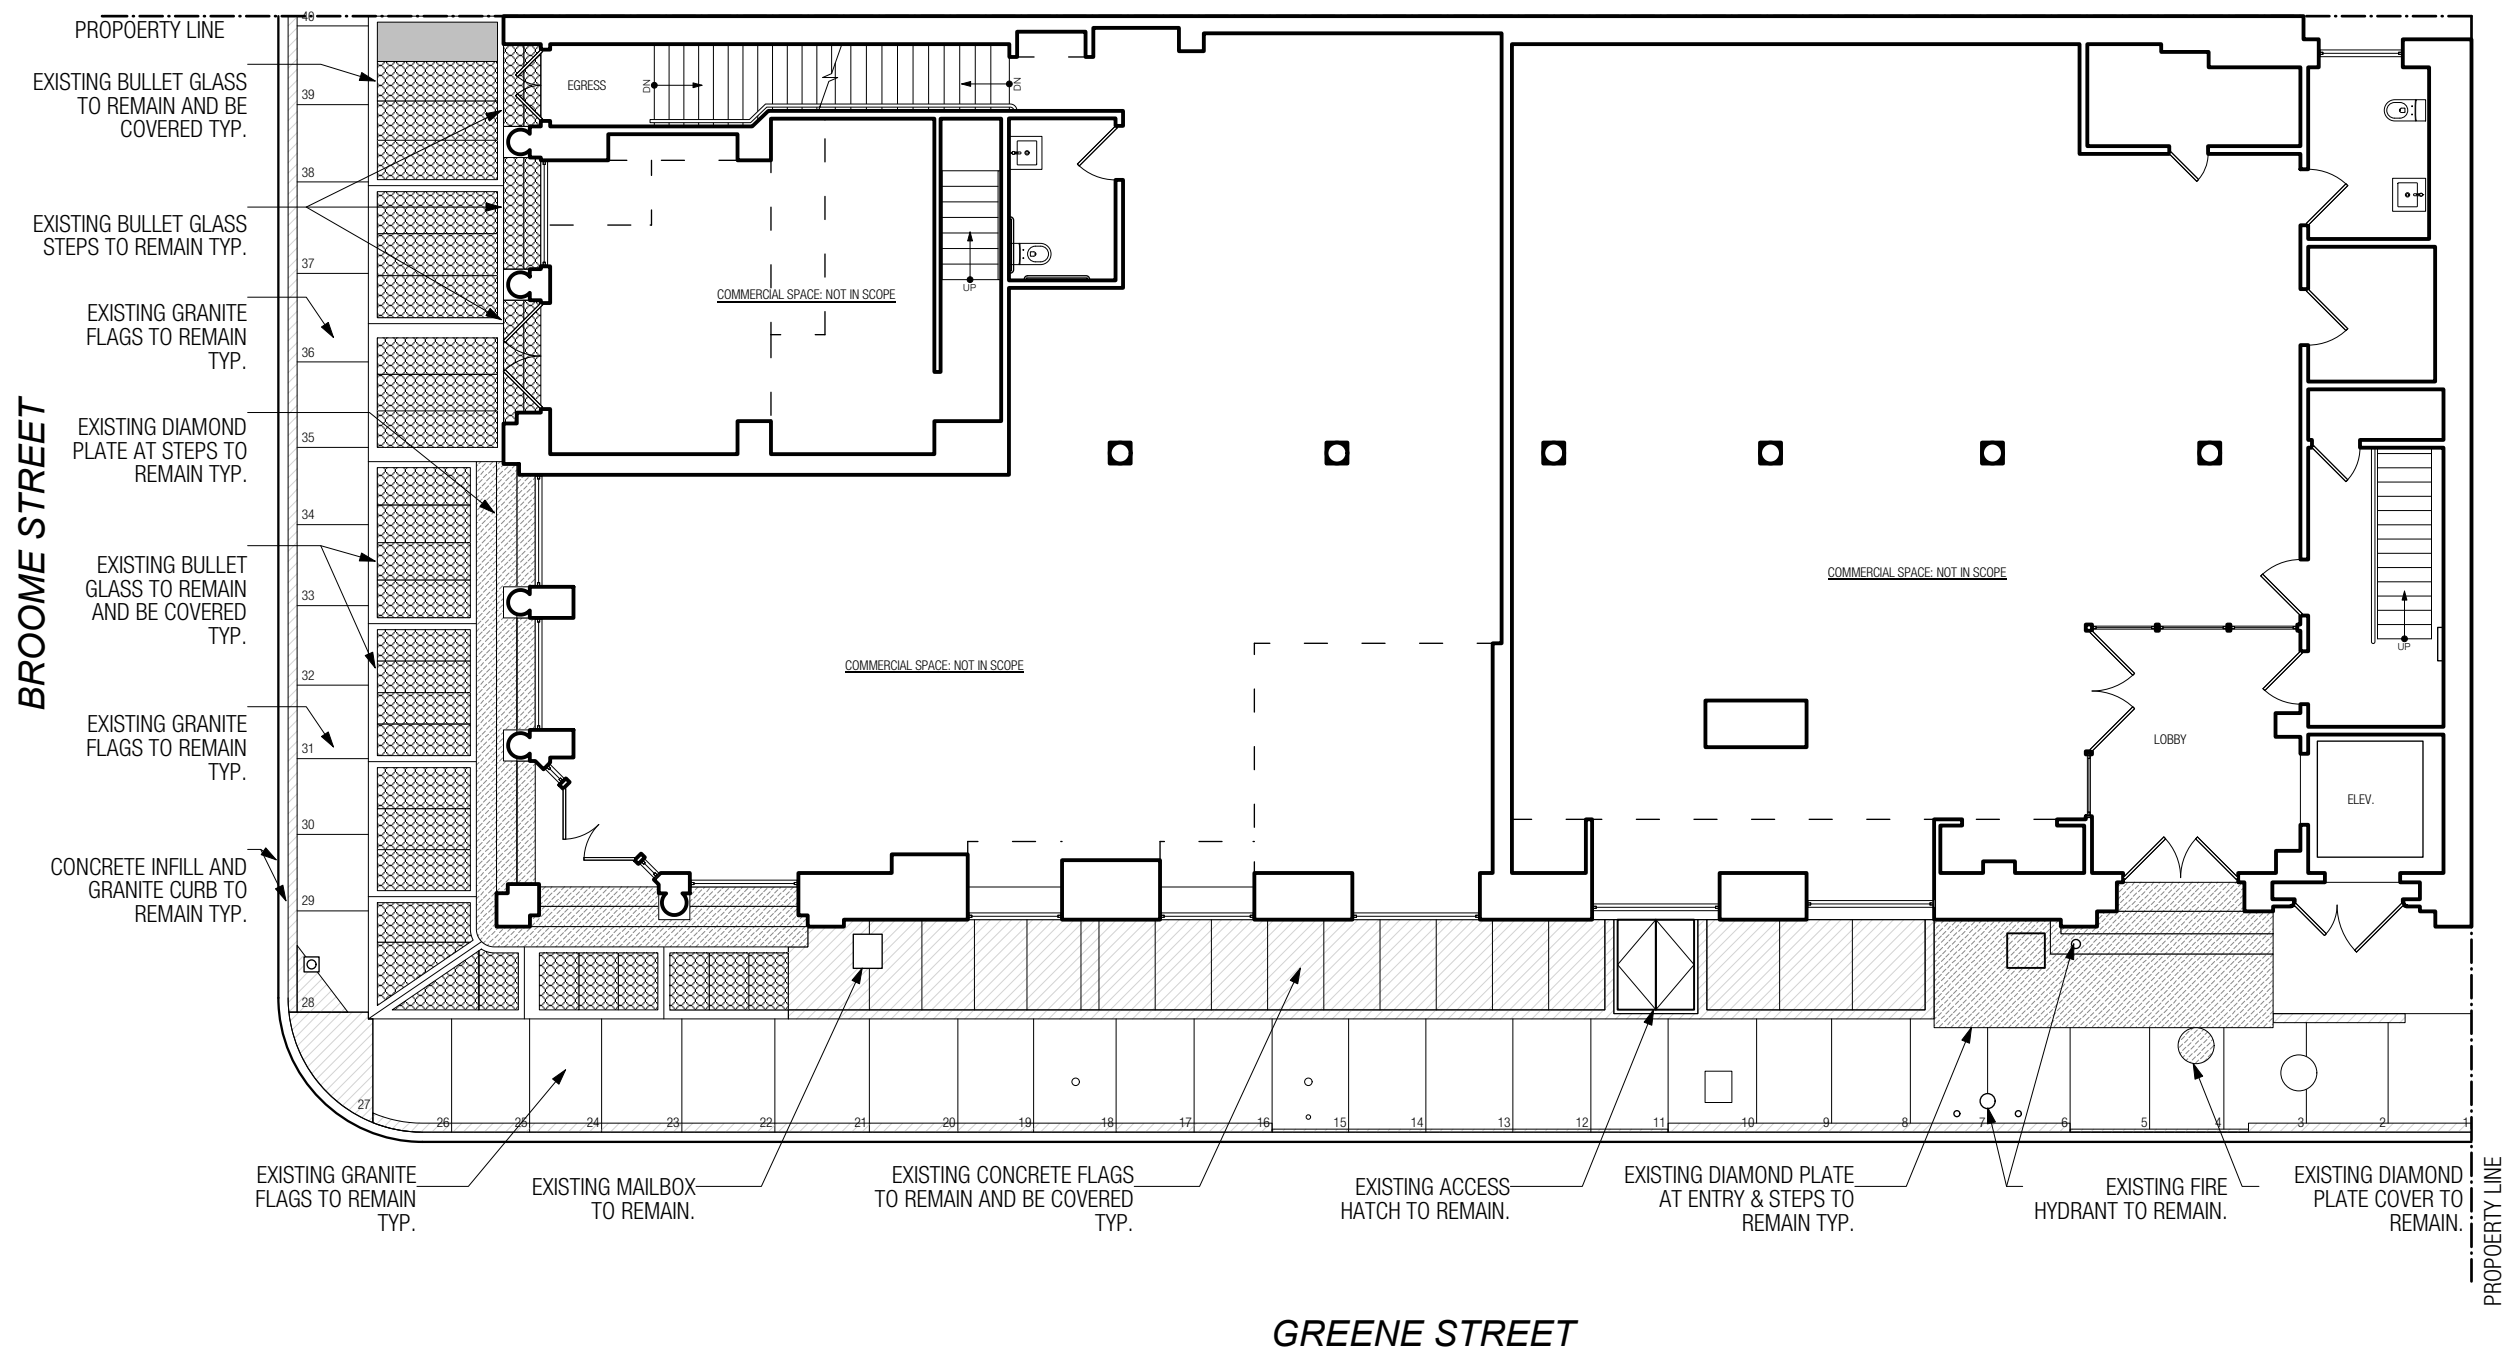 PROPOERTY LINE
EXISTING BULLET GLASS
TO REMAIN AND BE
COVERED TYP.
EXISTING BULLET GLASS
STEPS TO REMAIN TYP.
EXISTING GRANITE
FLAGS TO REMAIN
TYP.
EXISTING DIAMOND
PLATE AT STEPS TO
REMAIN TYP.
EXISTING BULLET
GLASS TO REMAIN
AND BE COVERED
TYP.
EXISTING GRANITE
FLAGS TO REMAIN
TYP.
CONCRETE INFILL AND
GRANITE CURB TO
REMAIN TYP.
BROOME STREET
40
39
38
37
36
35
34
33
32
31
30
29
28
27
26
25
24
23
22
21
20
19
18
17
16
15
14
13
12
11
10
9
8
7
6
5
4
3
2
1
EGRESS
DN
DN
UP
COMMERCIAL SPACE: NOT IN SCOPE
COMMERCIAL SPACE: NOT IN SCOPE
COMMERCIAL SPACE: NOT IN SCOPE
UP
LOBBY
ELEV.
EXISTING GRANITE
FLAGS TO REMAIN
TYP.
EXISTING MAILBOX
TO REMAIN.
EXISTING CONCRETE FLAGS
TO REMAIN AND BE COVERED
TYP.
EXISTING ACCESS
HATCH TO REMAIN.
EXISTING DIAMOND PLATE
AT ENTRY & STEPS TO
REMAIN TYP.
EXISTING FIRE
HYDRANT TO REMAIN.
EXISTING DIAMOND
PLATE COVER TO
REMAIN.
PROPOERTY LINE
GREENE STREET